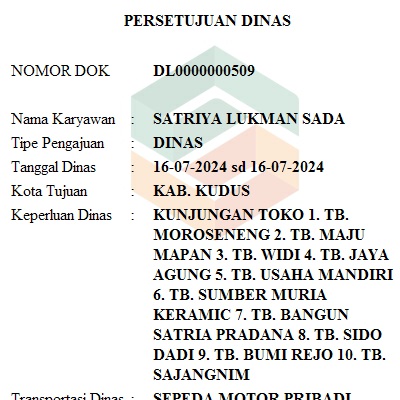 PERSETUJUAN DINAS
NOMOR DOK DL0000000509
Nama Karyawan : SATRIYA LUKMAN SADA
Tipe Pengajuan : DINAS
Tanggal Dinas : 16-07-2024 sd 16-07-2024
Kota Tujuan : KAB. KUDUS
Keperluan Dinas : KUNJUNGAN TOKO 1. TB.
MOROSENENG 2. TB. MAJU
MAPAN 3. TB. WIDI 4. TB. JAYA
AGUNG 5. TB. USAHA MANDIRI
6. TB. SUMBER MURIA
KERAMIC 7. TB. BANGUN
SATRIA PRADANA 8. TB. SIDO
DADI 9. TB. BUMI REJO 10. TB.
SAJANGNIM
Transportasi Dinas : SEPEDA MOTOR PRIBADI